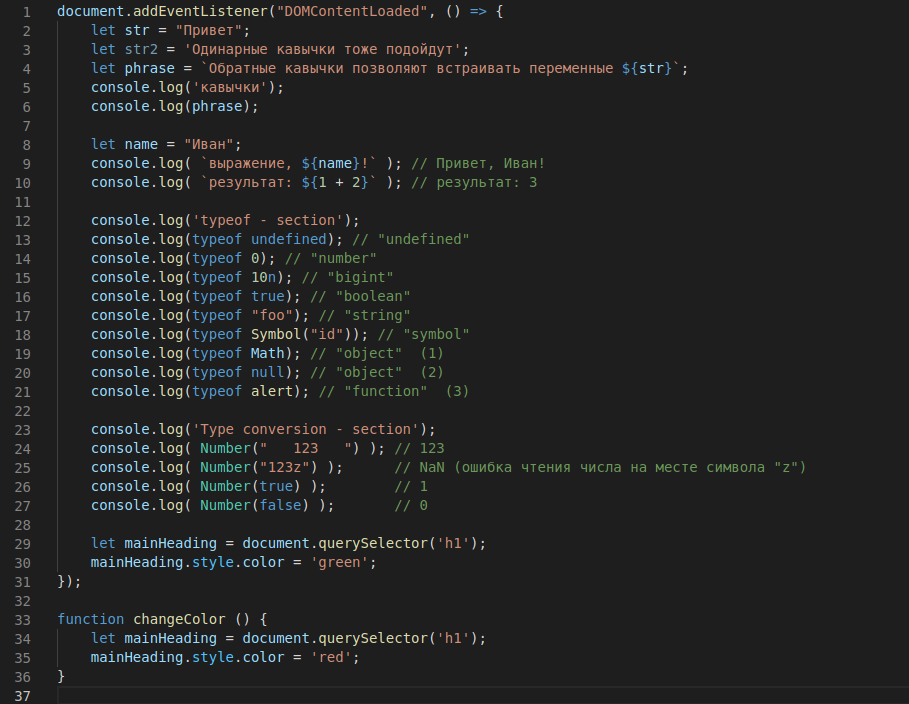 1 document.addEventListener("DOMContentLoaded", () => {
2     let str = "Привет";
3     let str2 = 'Одинарные кавычки тоже подойдут';
4     let phrase = `Обратные кавычки позволяют встраивать переменные ${str}`;
5     console.log('кавычки');
6     console.log(phrase);
7
8     let name = "Иван";
9     console.log( `выражение, ${name}!` ); // Привет, Иван!
10     console.log( `результат: ${1 + 2}` ); // результат: 3
11
12     console.log('typeof - section');
13     console.log(typeof undefined); // "undefined"
14     console.log(typeof 0); // "number"
15     console.log(typeof 10n); // "bigint"
16     console.log(typeof true); // "boolean"
17     console.log(typeof "foo"); // "string"
18     console.log(typeof Symbol("id")); // "symbol"
19     console.log(typeof Math); // "object"  (1)
20     console.log(typeof null); // "object"  (2)
21     console.log(typeof alert); // "function"  (3)
22
23     console.log('Type conversion - section');
24     console.log( Number("   123   ") ); // 123
25     console.log( Number("123z") );      // NaN (ошибка чтения числа на месте символа "z")
26     console.log( Number(true) );        // 1
27     console.log( Number(false) );       // 0
28
29     let mainHeading = document.querySelector('h1');
30     mainHeading.style.color = 'green';
31 });
32
33 function changeColor () {
34     let mainHeading = document.querySelector('h1');
35     mainHeading.style.color = 'red';
36 }
37